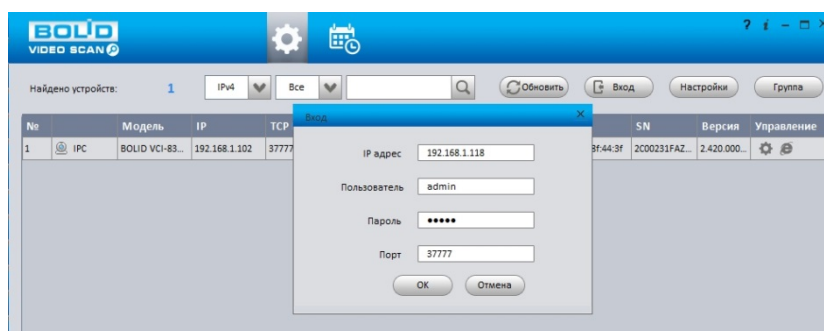 BOLID
VIDEO SCAN
? i
Найдено устройств: 1 IPv4 Все Обновить Вход Настройки Группа
№ Модель IP TCP SN Версия Управление
1 IPC BOLID VCI-83... 192.168.1.102 37777 3f:44:3f 2C00231FAZ... 2.420.000...
Вход
IP адрес 192.168.1.118
Пользователь admin
Пароль •••••
Порт 37777
OK Отмена